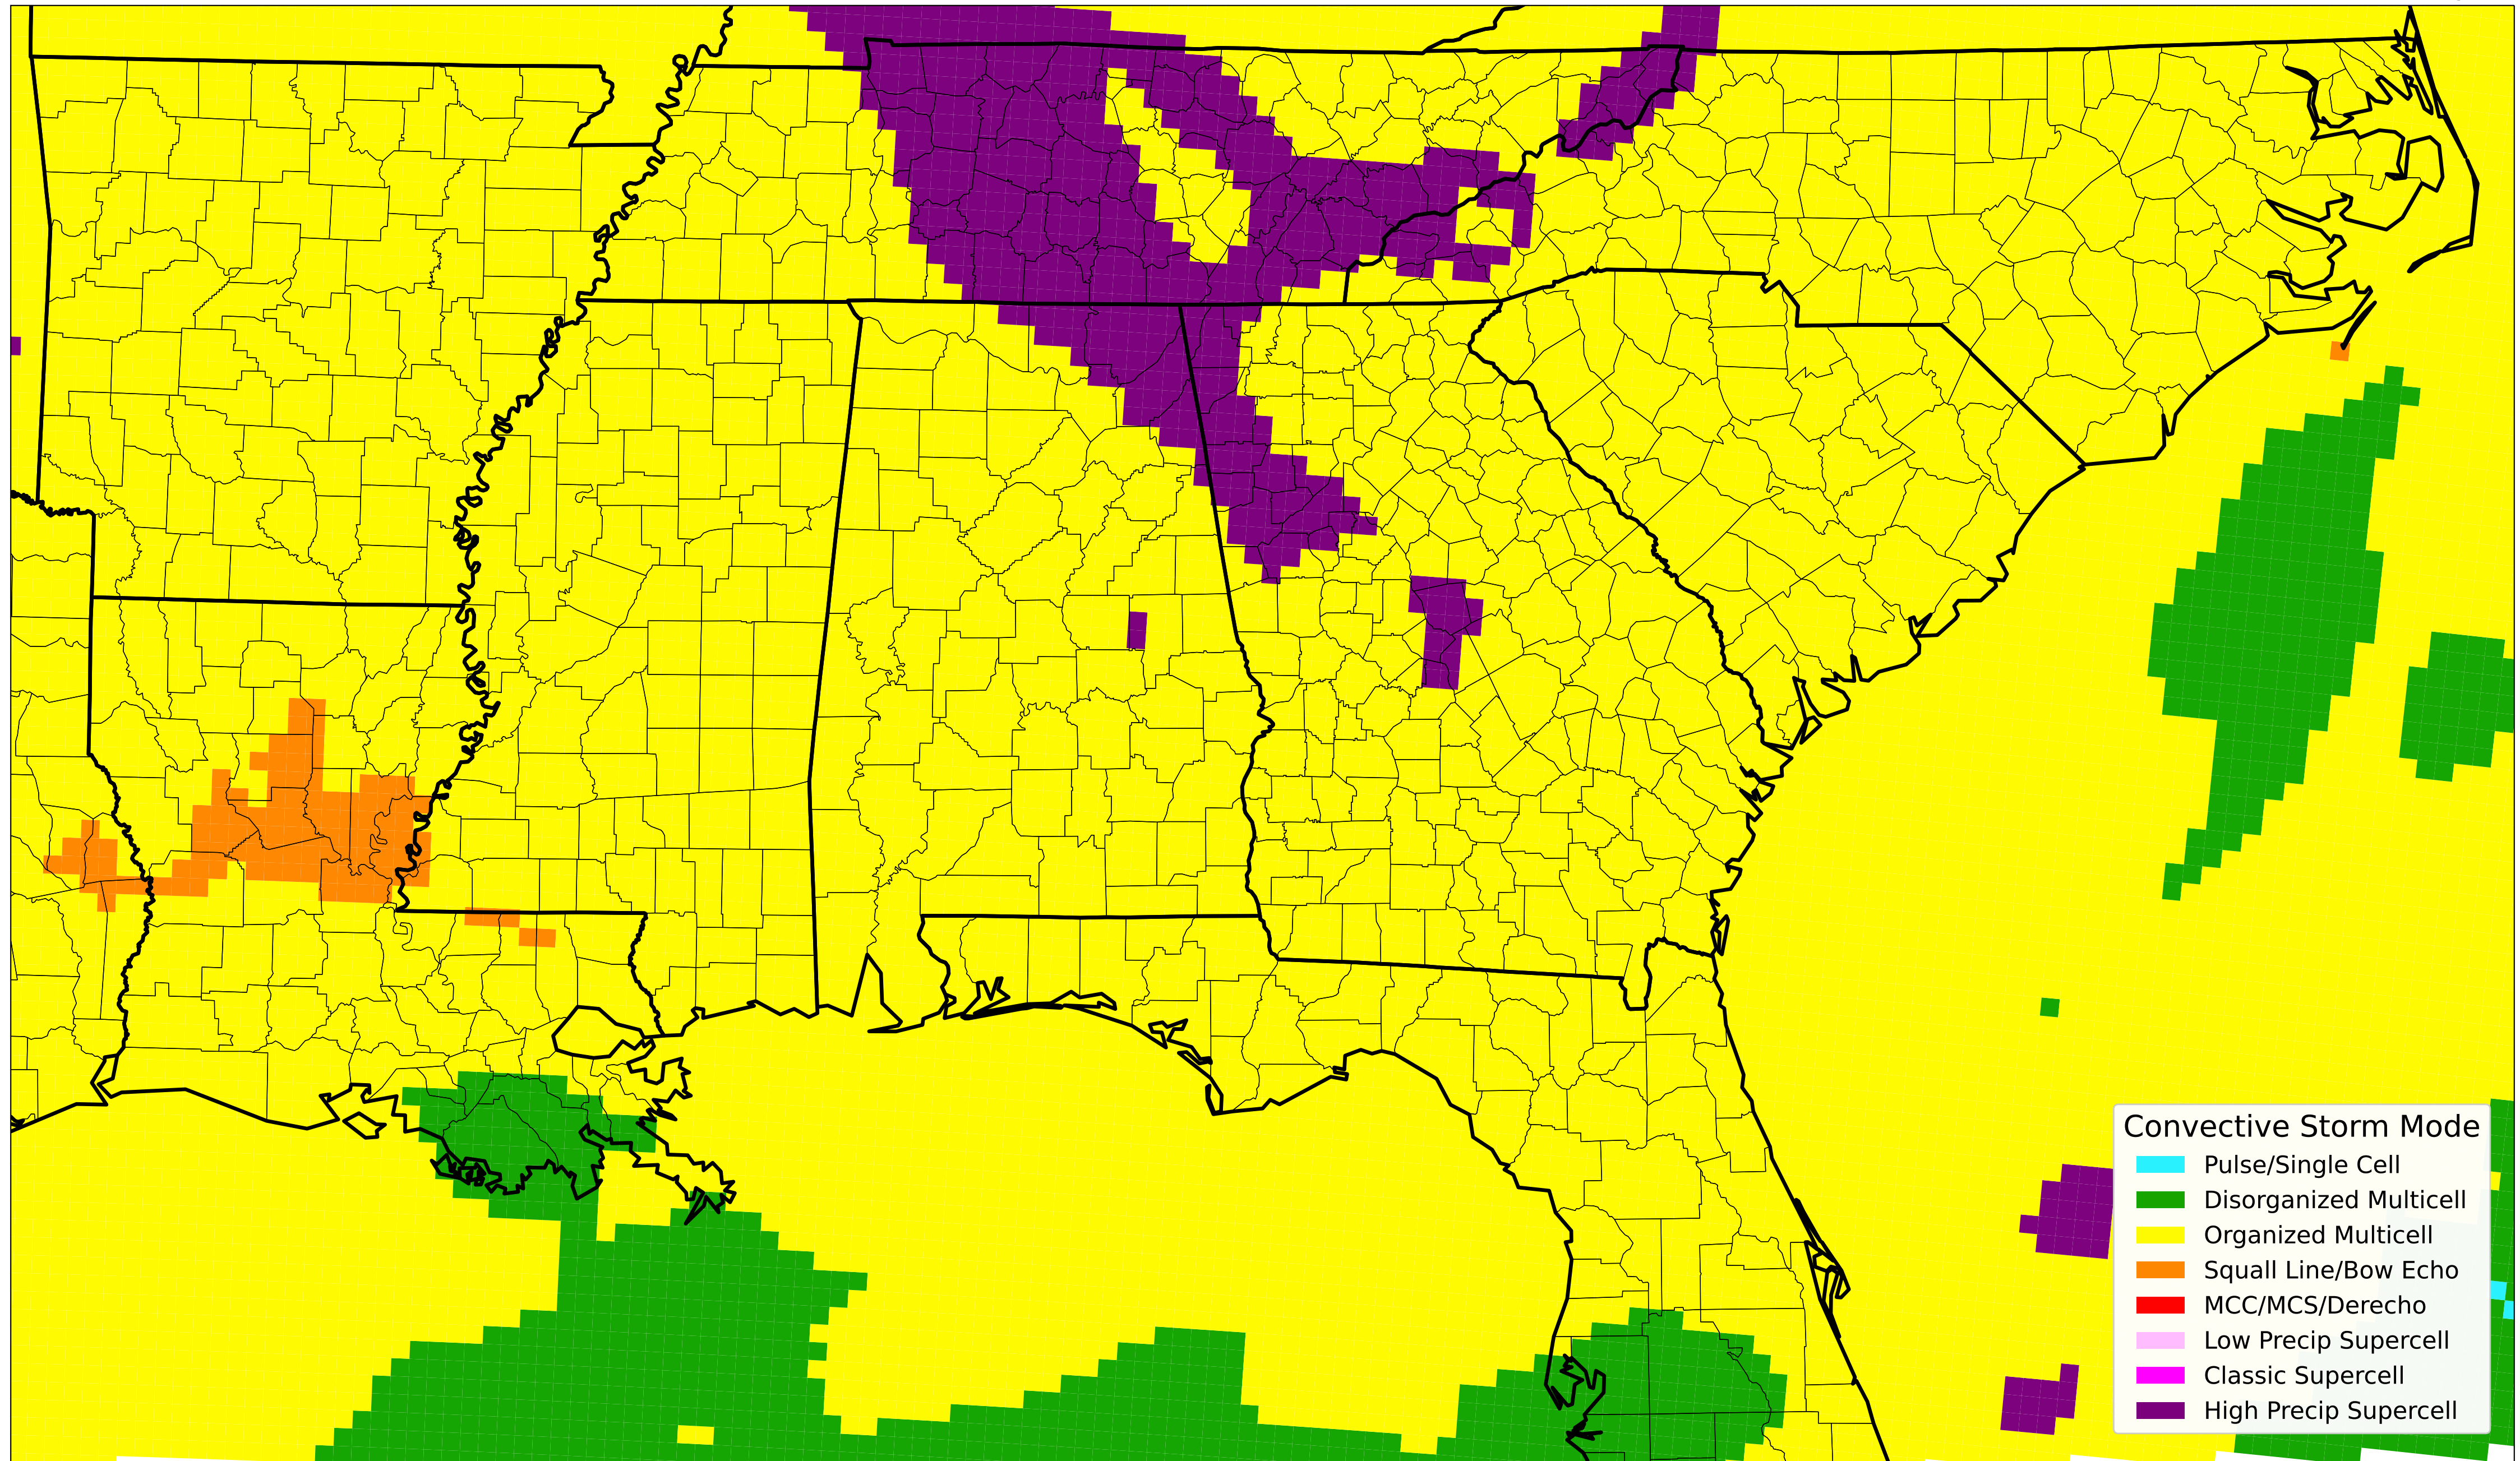 Convective Storm Mode
Pulse/Single Cell
Disorganized Multicell
Organized Multicell
Squall Line/Bow Echo
MCC/MCS/Derecho
Low Precip Supercell
Classic Supercell
High Precip Supercell